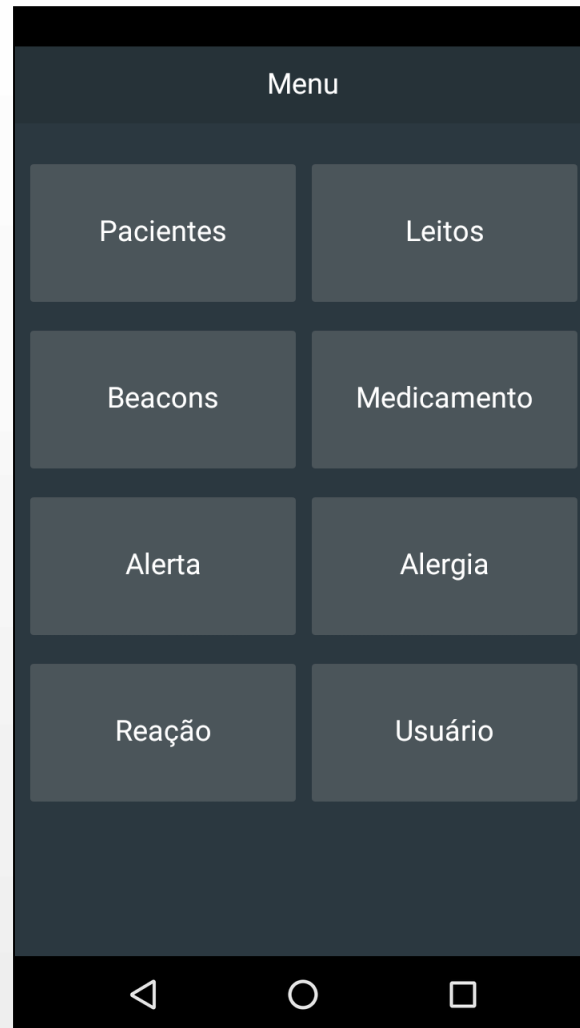 Menu
Pacientes
Leitos
Beacons
Medicamento
Alerta
Alergia
Reação
Usuário